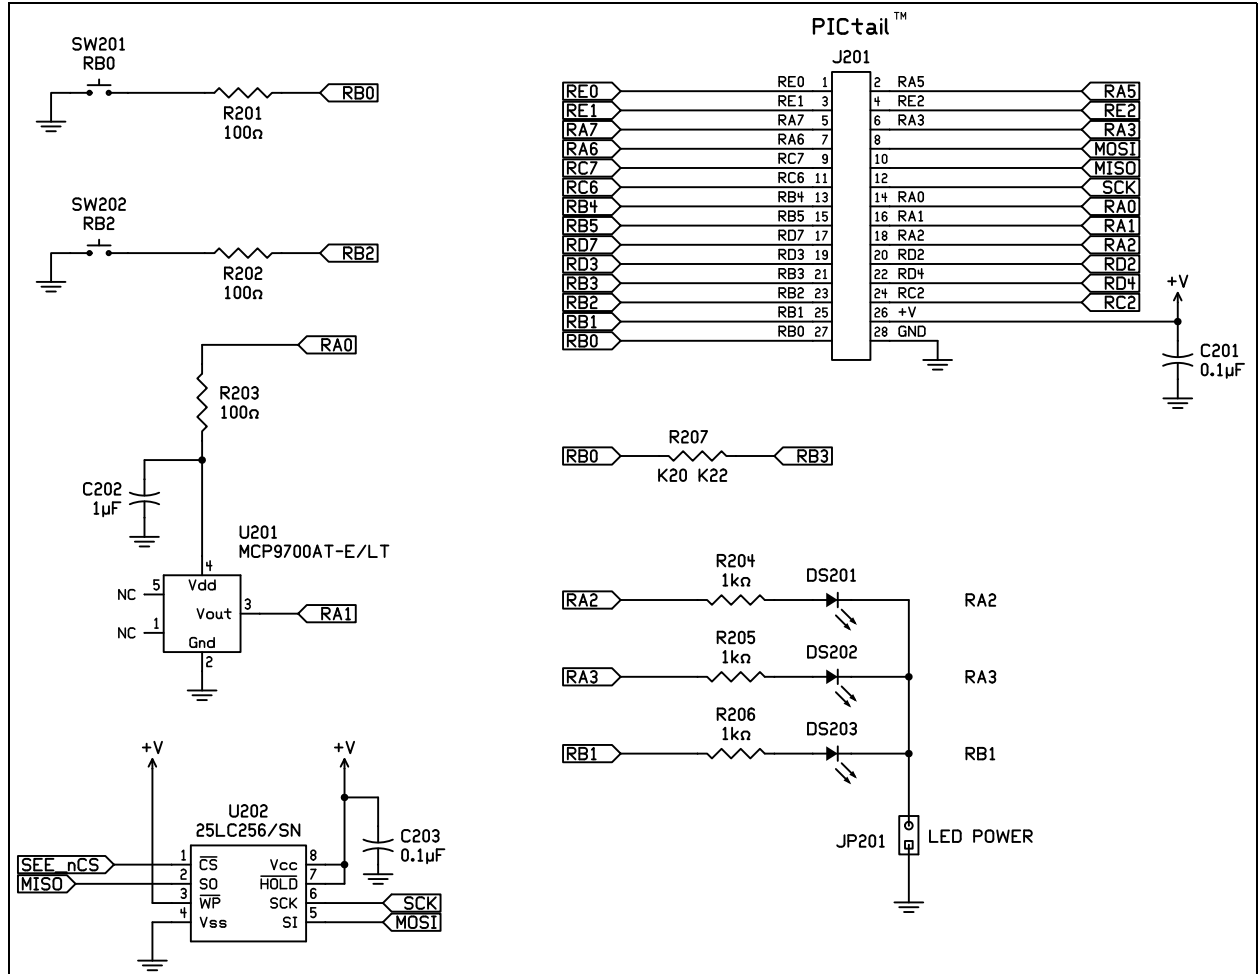 SW201
RB0
R201
100Ω
RB0
SW202
RB2
R202
100Ω
RB2
RA0
R203
100Ω
C202
1µF
U201
MCP9700AT-E/LT
4
Vdd
5
NC
Vout
3
RA1
1
NC
Gnd
2
+V
+V
U202
25LC256/SN
C203
0.1µF
SEE_nCS
1
CS
Vcc
8
MISO
2
SO
HOLD
7
3
WP
SCK
6
SCK
4
Vss
SI
5
MOSI
PICtail™
J201
RE0 RE0 1 2 RA5 RA5
RE1 RE1 3 4 RE2 RE2
RA7 RA7 5 6 RA3 RA3
RA6 RA6 7 8 MOSI
RC7 RC7 9 10 MISO
RC6 RC6 11 12 SCK
RB4 RB4 13 14 RA0 RA0
RB5 RB5 15 16 RA1 RA1
RD7 RD7 17 18 RA2 RA2
RD3 RD3 19 20 RD2 RD2
RB3 RB3 21 22 RD4 RD4
RB2 RB2 23 24 RC2 RC2
RB1 RB1 25 26 +V
RB0 RB0 27 28 GND
+V
C201
0.1µF
R207
RB0
RB3
K20 K22
R204
1kΩ
DS201
RA2
RA2
R205
1kΩ
DS202
RA3
RA3
R206
1kΩ
DS203
RB1
RB1
JP201
LED POWER